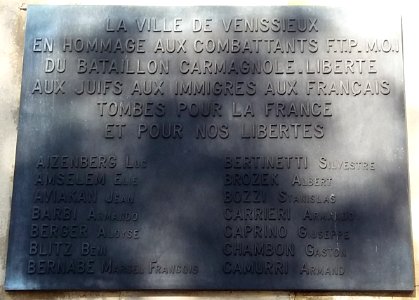 LA VILLE DE VENISSIEUX
EN HOMMAGE AUX COMBATTANTS F.T.P. M.O.I
DU BATAILLON CARMAGNOLE.LIBERTE
AUX JUIFS AUX IMMIGRES AUX FRANÇAIS
TOMBES POUR LA FRANCE
ET POUR NOS LIBERTES
AIZENBERG LUC
AMSELEM ELIE
AVIAKAN JEAN
BARBI ARMANDO
BERGER ALOYSE
BLITZ BENI
BERNABE MARCEL FRANÇOIS
BERTINETTI SILVESTRE
BROZEK ALBERT
BOZZI STANISLAS
CARRIERI ARMANDO
CAPRINO GIUSEPPE
CHAMBON GASTON
CAMURRI ARMAND